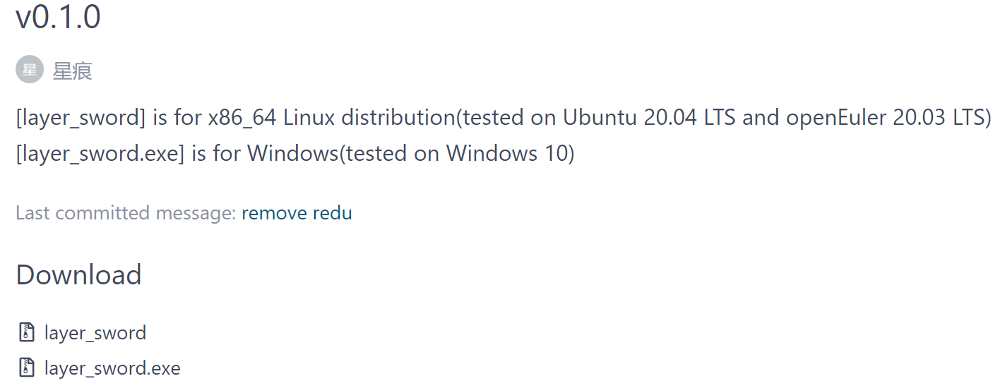 v0.1.0
星 星痕
[layer_sword] is for x86_64 Linux distribution(tested on Ubuntu 20.04 LTS and openEuler 20.03 LTS)
[layer_sword.exe] is for Windows(tested on Windows 10)
Last committed message: remove redu
Download
layer_sword
layer_sword.exe